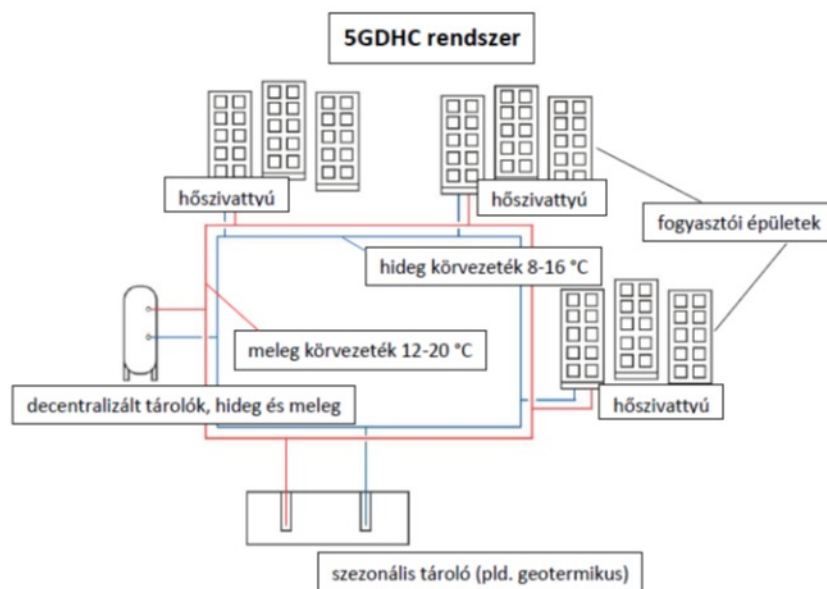 5GDHC rendszer
hőszivattyú
hőszivattyú
fogyasztói épületek
hideg körvezeték 8-16 °C
meleg körvezeték 12-20 °C
decentralizált tárolók, hideg és meleg
hőszivattyú
szezonális tároló (pld. geotermikus)